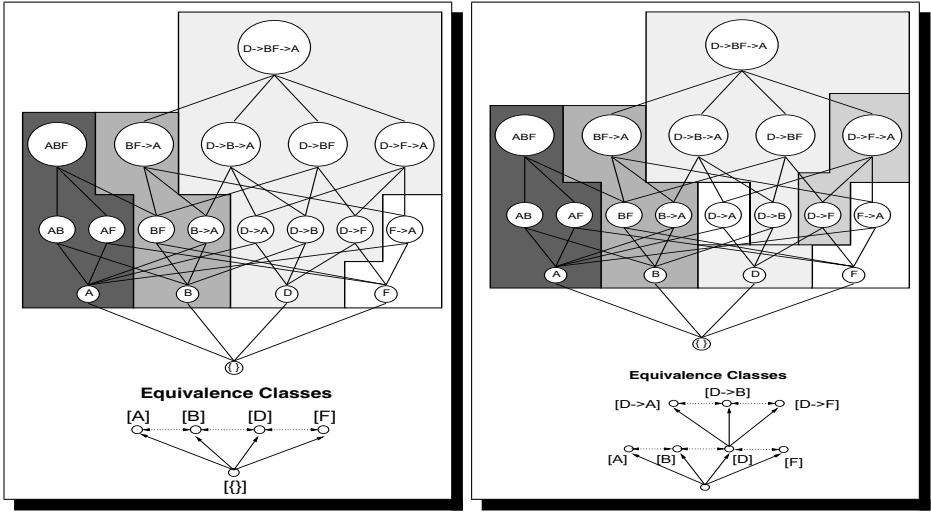 D->BF->A
ABF BF->A D->B->A D->BF D->F->A
AB AF BF B->A D->A D->B D->F F->A
A B D F
{ }
Equivalence Classes
[A] [B] [D] [F]
[{}]
D->BF->A
ABF BF->A D->B->A D->BF D->F->A
AB AF BF B->A D->A D->B D->F F->A
A B D F
{ }
Equivalence Classes
[D->A] [D->B] [D->F]
[A] [B] [D] [F]